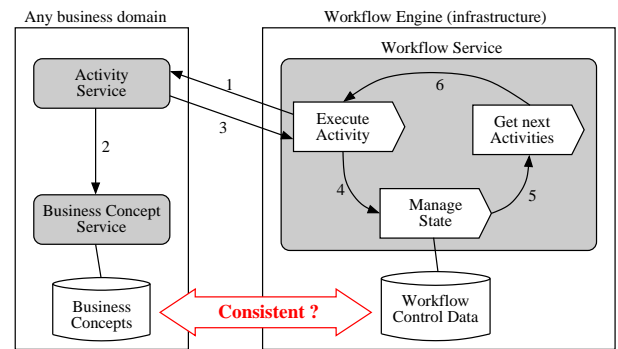 Any business domain
Workflow Engine (infrastructure)
Workflow Service
Activity
Service
1
3
6
Execute
Activity
Get next
Activities
2
4
5
Business Concept
Service
Manage
State
Business
Concepts
Consistent ?
Workflow
Control Data